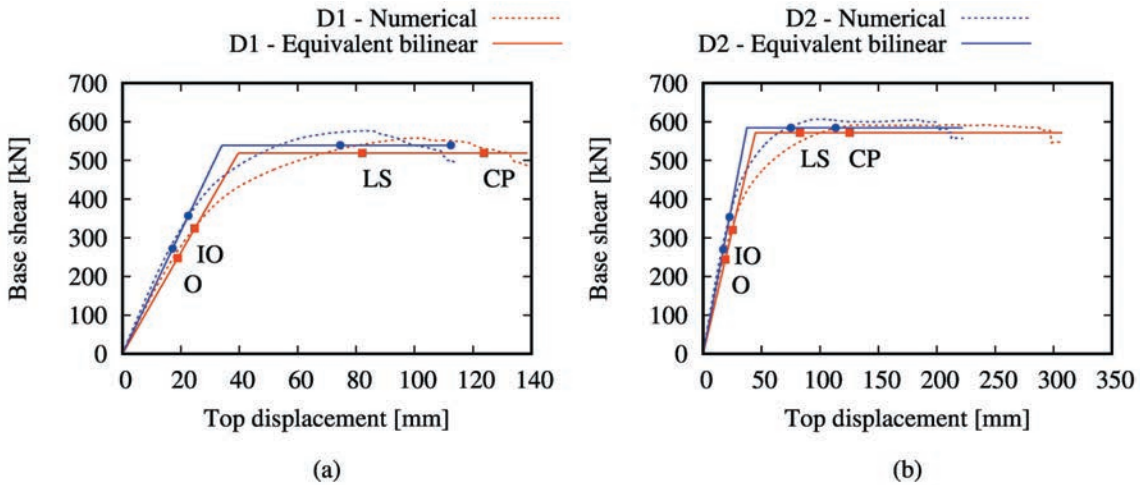 D1 - Numerical
D1 - Equivalent bilinear
D2 - Numerical
D2 - Equivalent bilinear
700
600
500
400
300
200
100
0
Base shear [kN]
O
IO
LS
CP
0 20 40 60 80 100 120 140
Top displacement [mm]
(a)
700
600
500
400
300
200
100
0
Base shear [kN]
O
IO
LS
CP
0 50 100 150 200 250 300 350
Top displacement [mm]
(b)